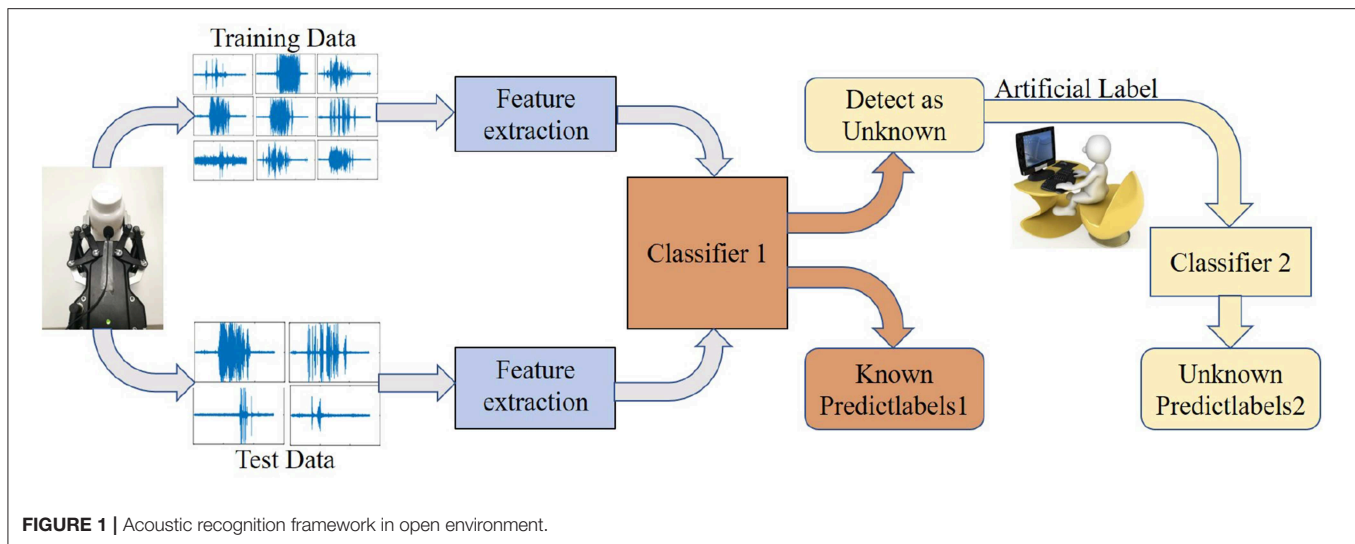 Training Data
Feature
extraction
Detect as
Unknown
Artificial Label
Classifier 1
Classifier 2
Feature
extraction
Known
Predictlabels1
Unknown
Predictlabels2
Test Data
FIGURE 1 | Acoustic recognition framework in open environment.